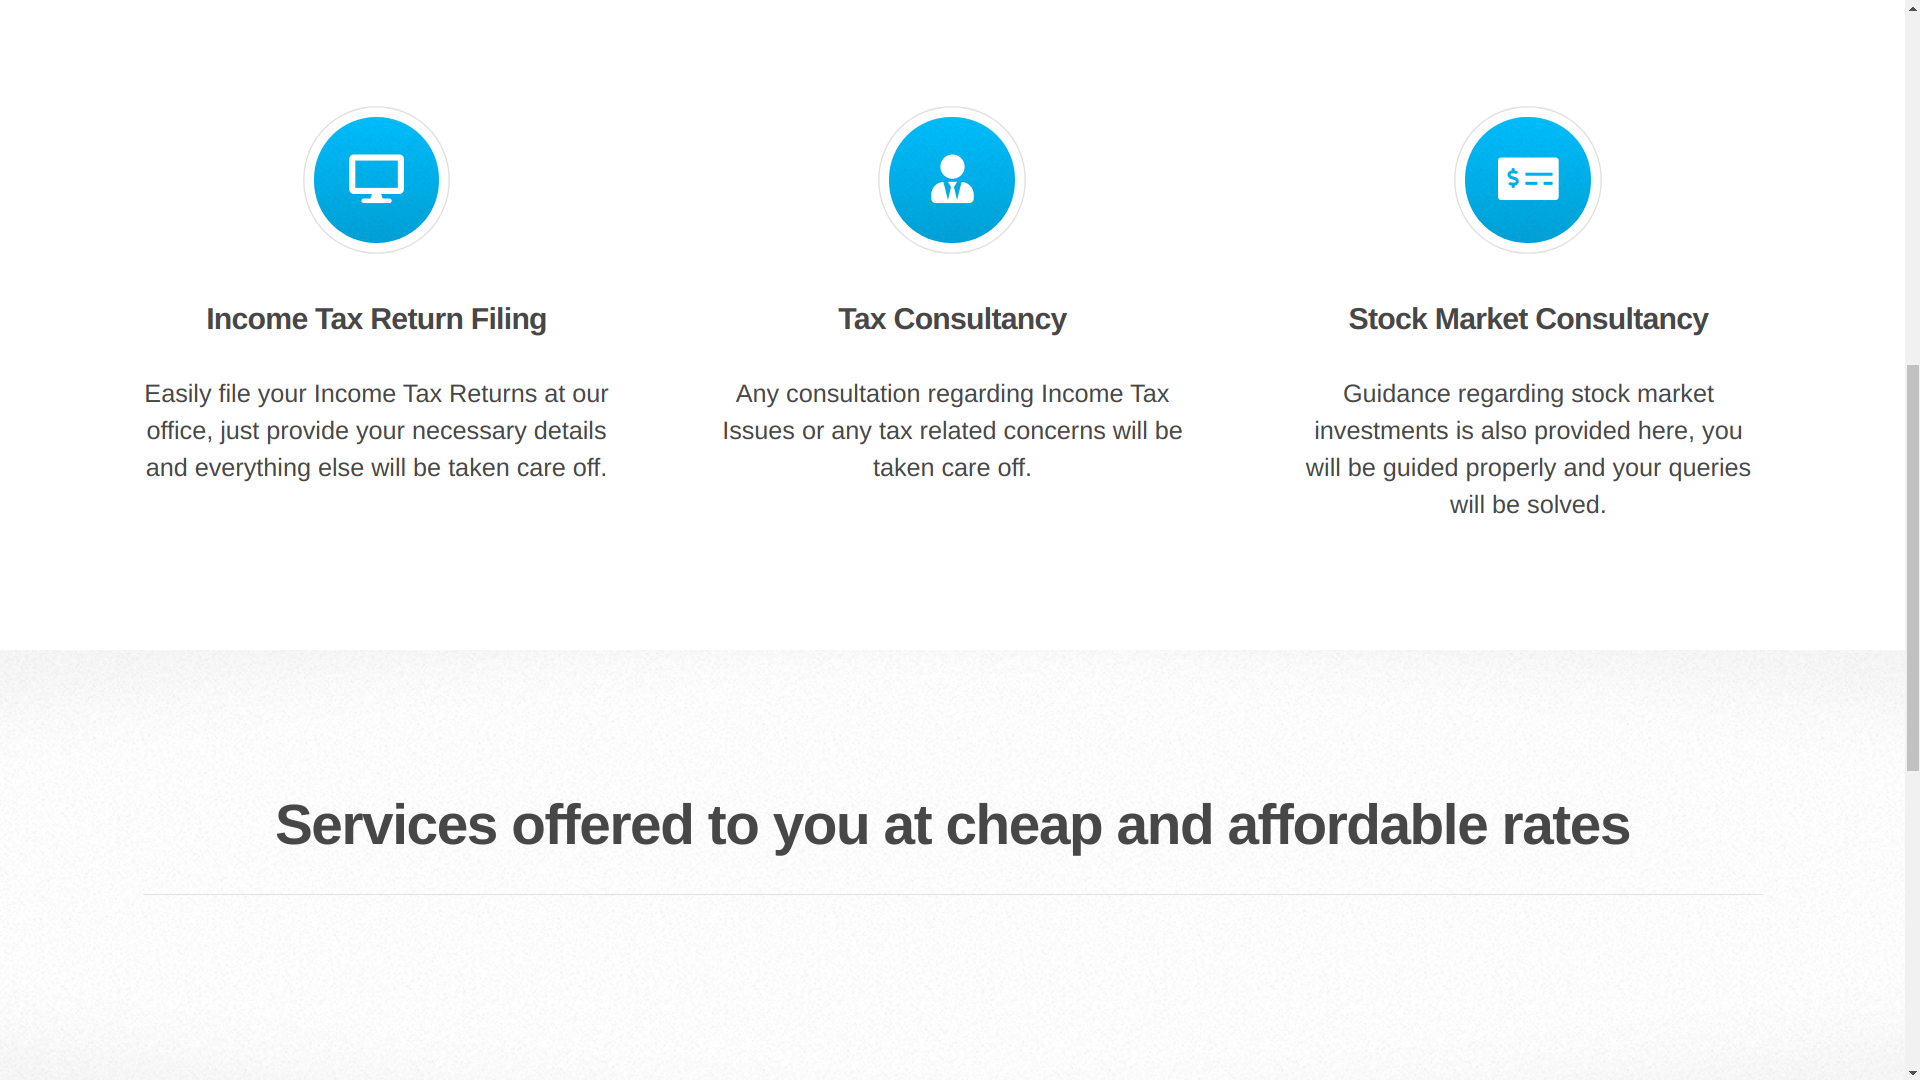 Income Tax Return Filing
Easily file your Income Tax Returns at our
office, just provide your necessary details
and everything else will be taken care off.
Tax Consultancy
Any consultation regarding Income Tax
Issues or any tax related concerns will be
taken care off.
Stock Market Consultancy
Guidance regarding stock market
investments is also provided here, you
will be guided properly and your queries
will be solved.
Services offered to you at cheap and affordable rates